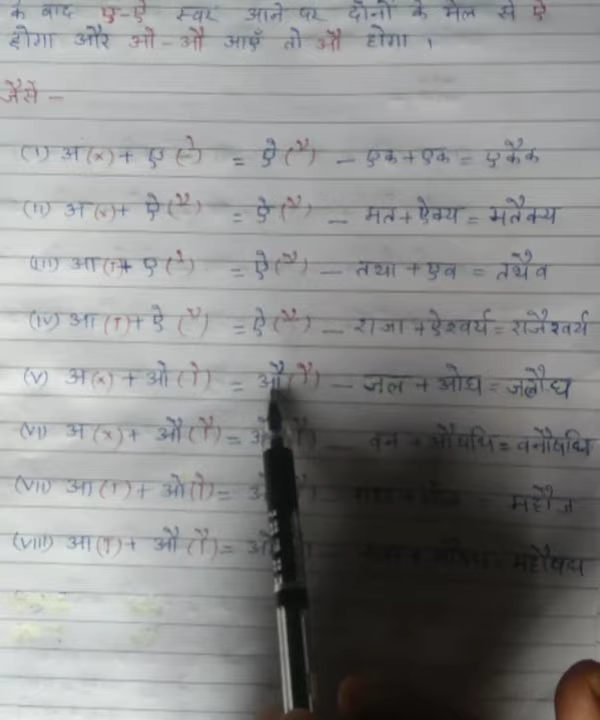 के बाद ए-ऐ स्वर आने पर दोनों के मेल से ऐ
होगा और ओ-औ आएँ तो औ होगा ।
जैसे -
(i) अ(x) + ए(े) = ऐ(ै) - एक+एक = एकैक
(ii) अ(x) + ऐ(ै) = ऐ(ै) - मत+ऐक्य = मतैक्य
(iii) आ(ा) + ए(े) = ऐ(ै) - तथा + एव = तथैव
(iv) आ(ा) + ऐ(ै) = ऐ(ै) - राजा+ऐश्वर्य = राजैश्वर्य
(v) अ(x) + ओ(ो) = औ(ौ) - जल + ओघ = जलौघ
(vi) अ(x) + औ(ौ) = - वन + औषधि = वनौषधि
(vii) आ(ा) + ओ(ो) = = महौज
(viii) आ(ा) + औ(ौ) = = महौषध